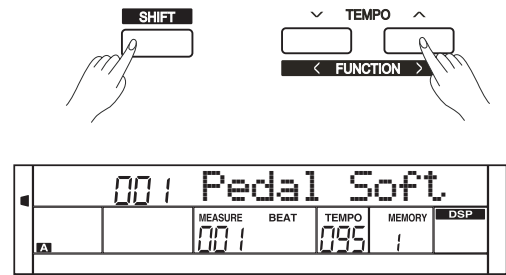 SHIFT
TEMPO
< FUNCTION >
001 Pedal Soft
MEASURE BEAT TEMPO MEMORY DSP
A 001 095 1